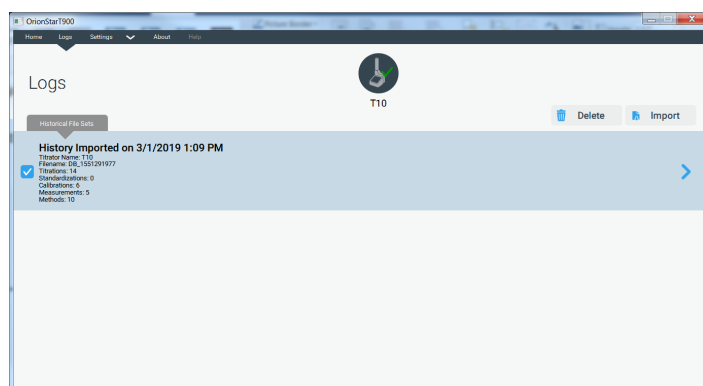 OrionStarT900
Home Logs Settings About Help
Logs
T10
Delete Import
Historical File Sets
History Imported on 3/1/2019 1:09 PM
Titrator Name: T10
Filename: DB_1551291977
Titrations: 14
Standardizations: 0
Calibrations: 6
Measurements: 5
Methods: 10